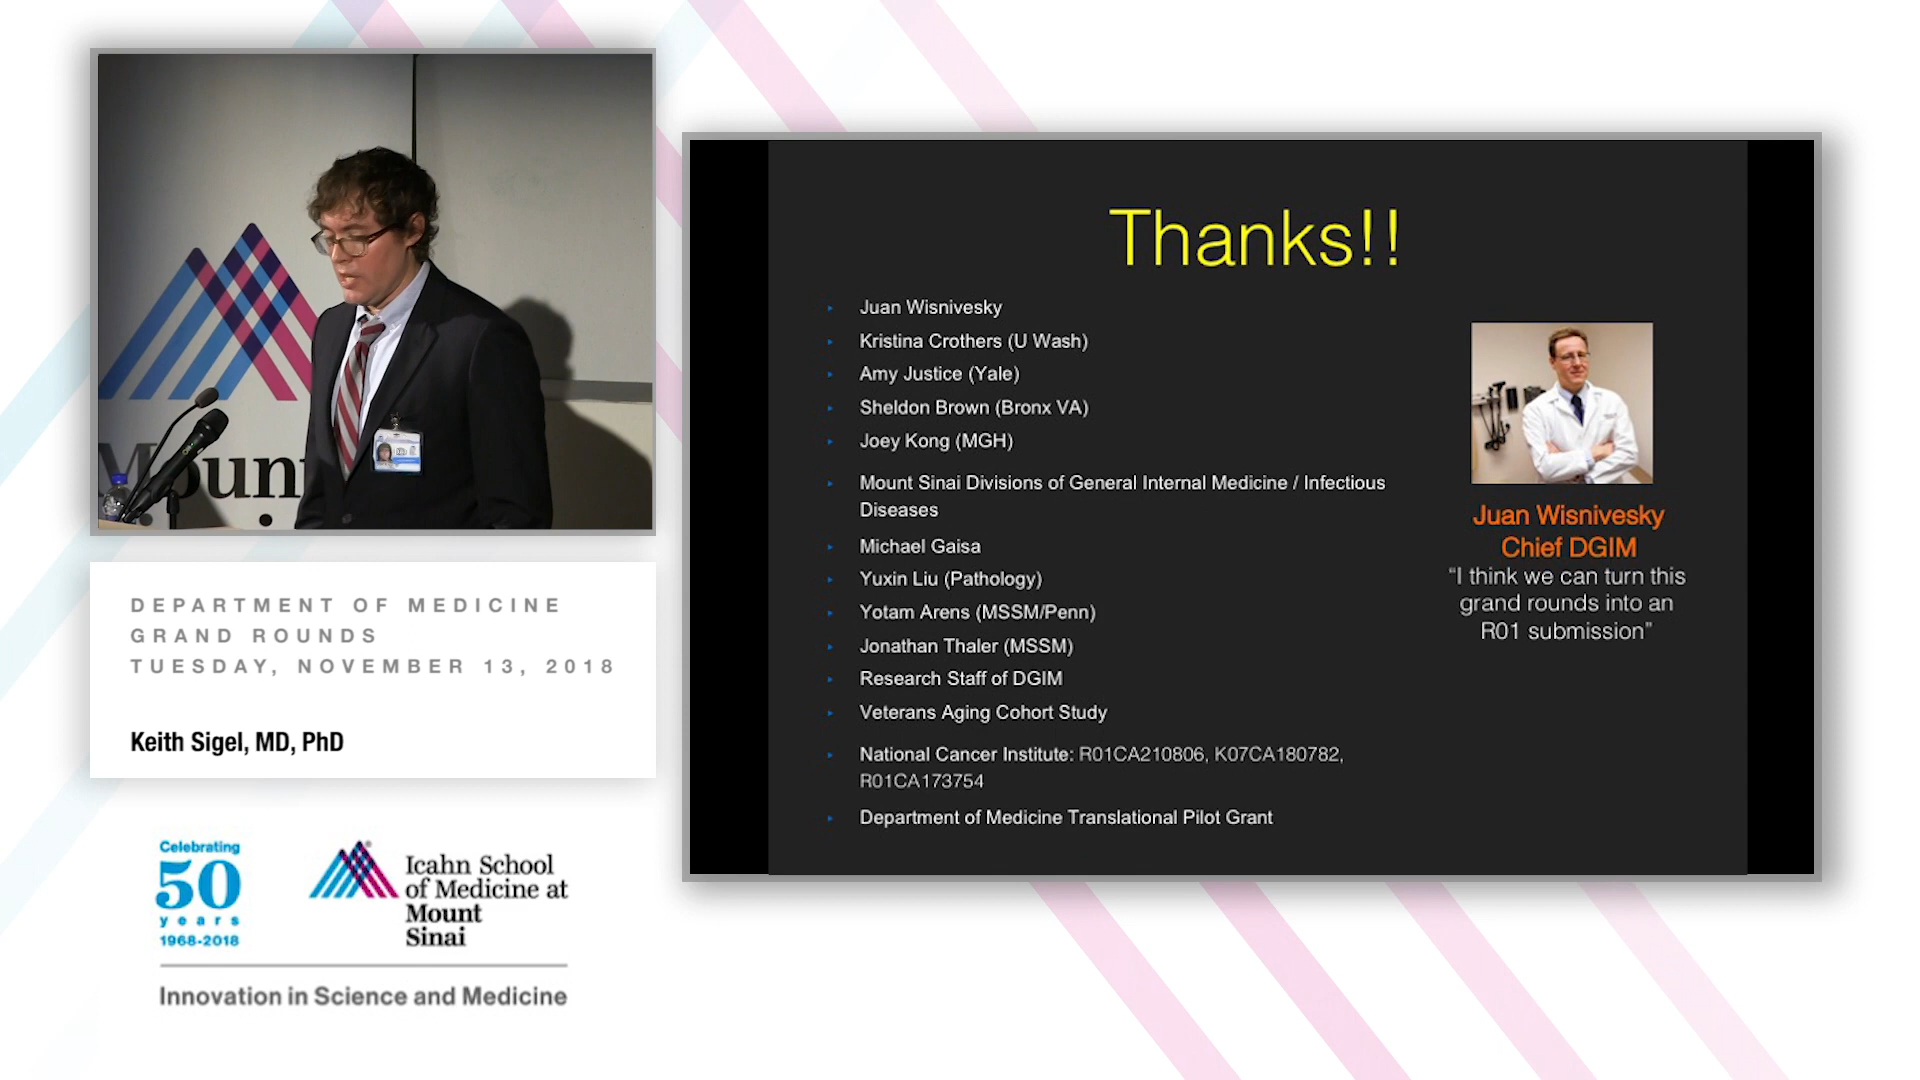 Mount
DEPARTMENT OF MEDICINE
GRAND ROUNDS
TUESDAY, NOVEMBER 13, 2018
Keith Sigel, MD, PhD
Celebrating
50
years
1968-2018
Icahn School
of Medicine at
Mount
Sinai
Innovation in Science and Medicine
Thanks!!
Juan Wisnivesky
Kristina Crothers (U Wash)
Amy Justice (Yale)
Sheldon Brown (Bronx VA)
Joey Kong (MGH)
Mount Sinai Divisions of General Internal Medicine / Infectious
Diseases
Michael Gaisa
Yuxin Liu (Pathology)
Yotam Arens (MSSM/Penn)
Jonathan Thaler (MSSM)
Research Staff of DGIM
Veterans Aging Cohort Study
National Cancer Institute: R01CA210806, K07CA180782,
R01CA173754
Department of Medicine Translational Pilot Grant
Juan Wisnivesky
Chief DGIM
“I think we can turn this
grand rounds into an
R01 submission”